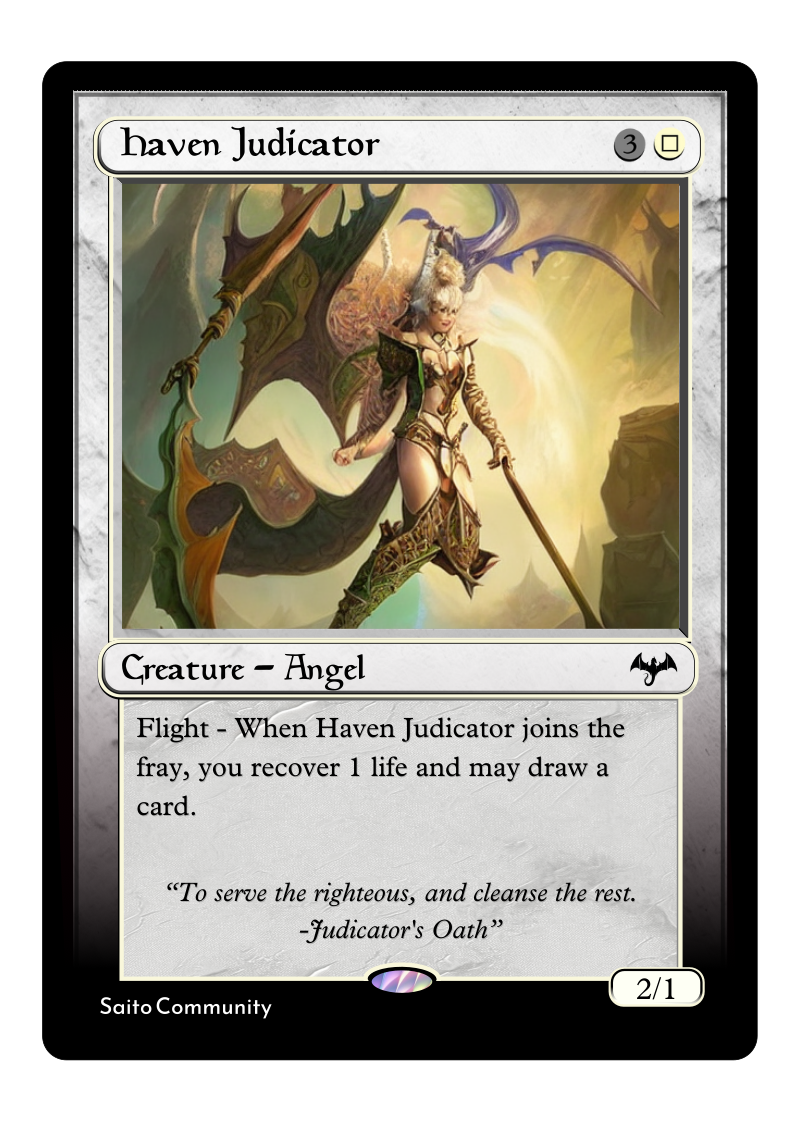 Haven Judicator
3
Creature – Angel
Flight - When Haven Judicator joins the
fray, you recover 1 life and may draw a
card.
“To serve the righteous, and cleanse the rest.
-Judicator's Oath”
2/1
Saito Community